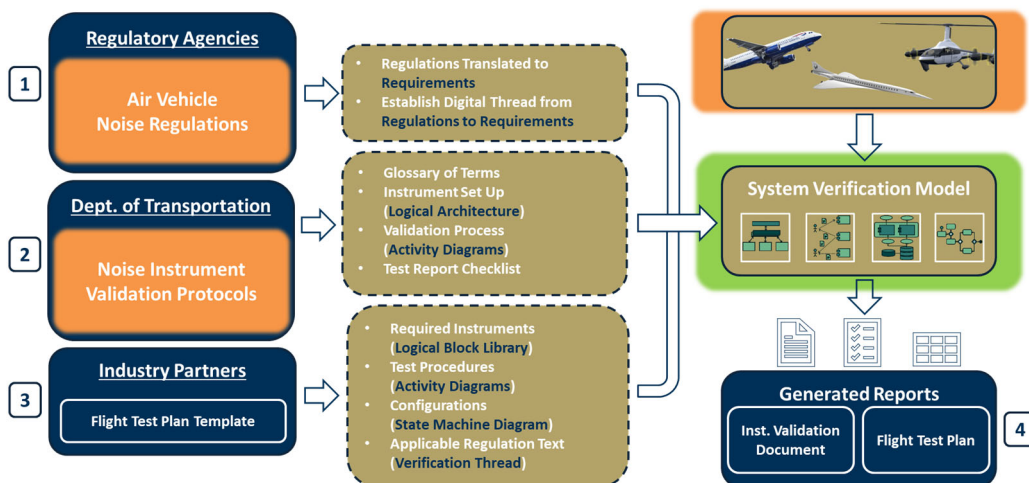 Regulatory Agencies
1
Air Vehicle
Noise Regulations
• Regulations Translated to
Requirements
• Establish Digital Thread from
Regulations to Requirements
Dept. of Transportation
2
Noise Instrument
Validation Protocols
• Glossary of Terms
• Instrument Set Up
(Logical Architecture)
• Validation Process
(Activity Diagrams)
• Test Report Checklist
Industry Partners
3
Flight Test Plan Template
• Required Instruments
(Logical Block Library)
• Test Procedures
(Activity Diagrams)
• Configurations
(State Machine Diagram)
• Applicable Regulation Text
(Verification Thread)
System Verification Model
Generated Reports
Inst. Validation
Document
Flight Test Plan
4